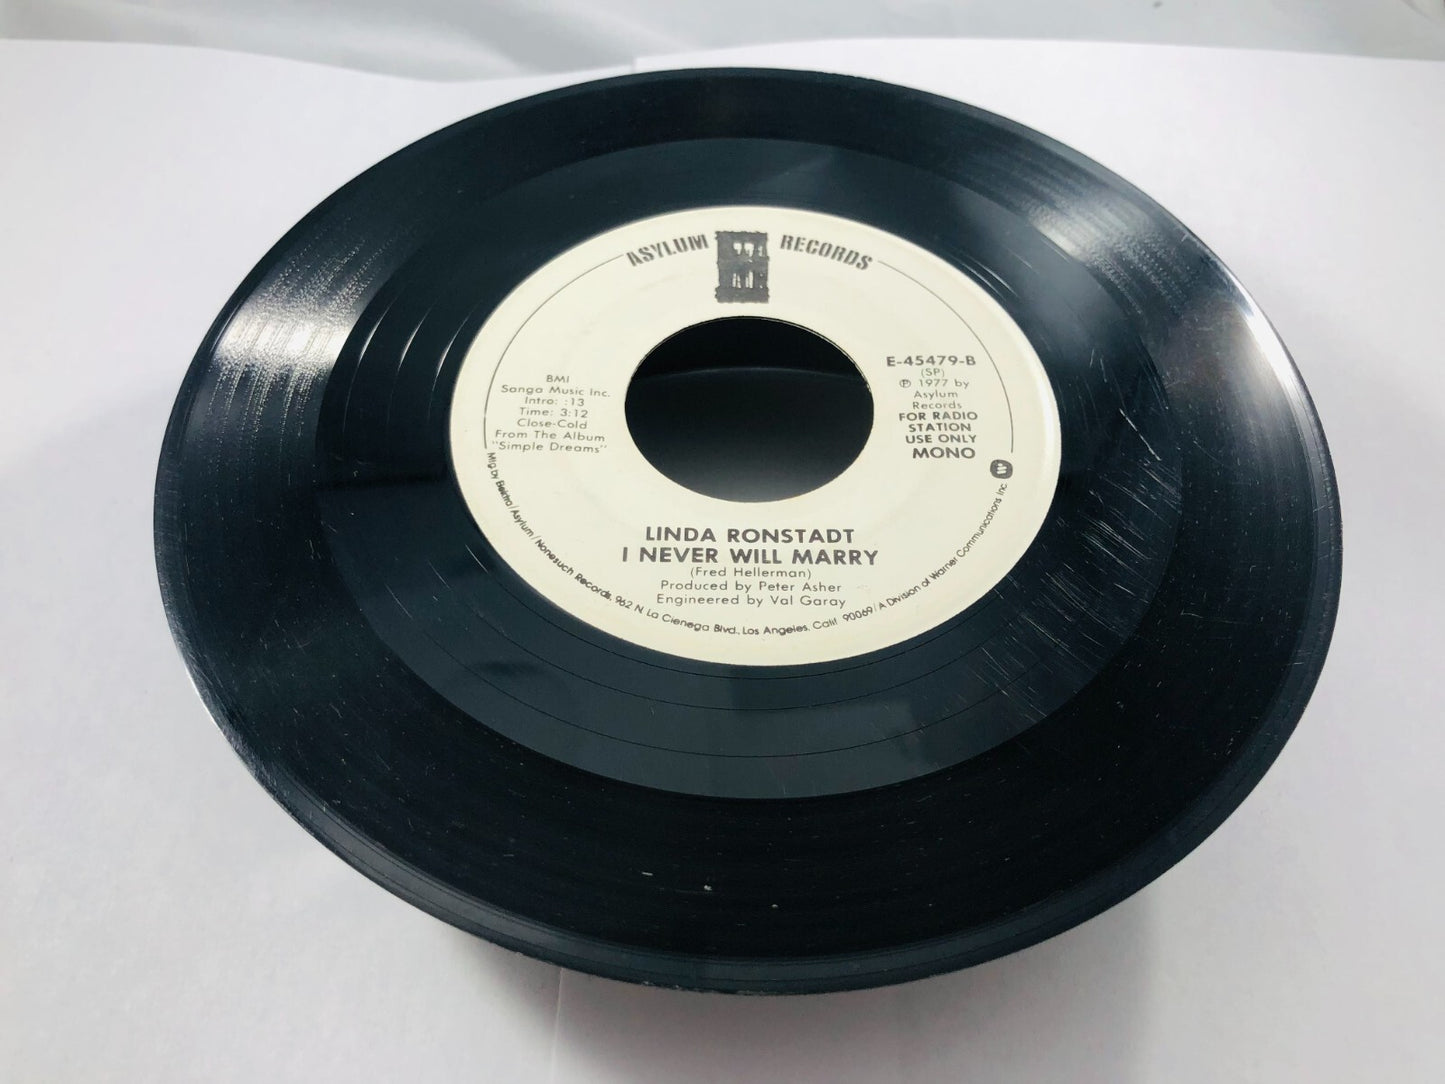 ASYLUM RECORDS
BMI
Sanga Music Inc.
Intro: :13
Time: 3:12
Close-Cold
From The Album
"Simple Dreams"
E-45479-B
(SP)
℗ 1977 by
Asylum
Records
FOR RADIO
STATION
USE ONLY
MONO
LINDA RONSTADT
I NEVER WILL MARRY
(Fred Hellerman)
Produced by Peter Asher
Engineered by Val Garay
Mfg. by Elektra/Asylum/Nonesuch Records, 962 N. La Cienega Blvd., Los Angeles, Calif. 90069/A Division of Warner Communications Inc. W